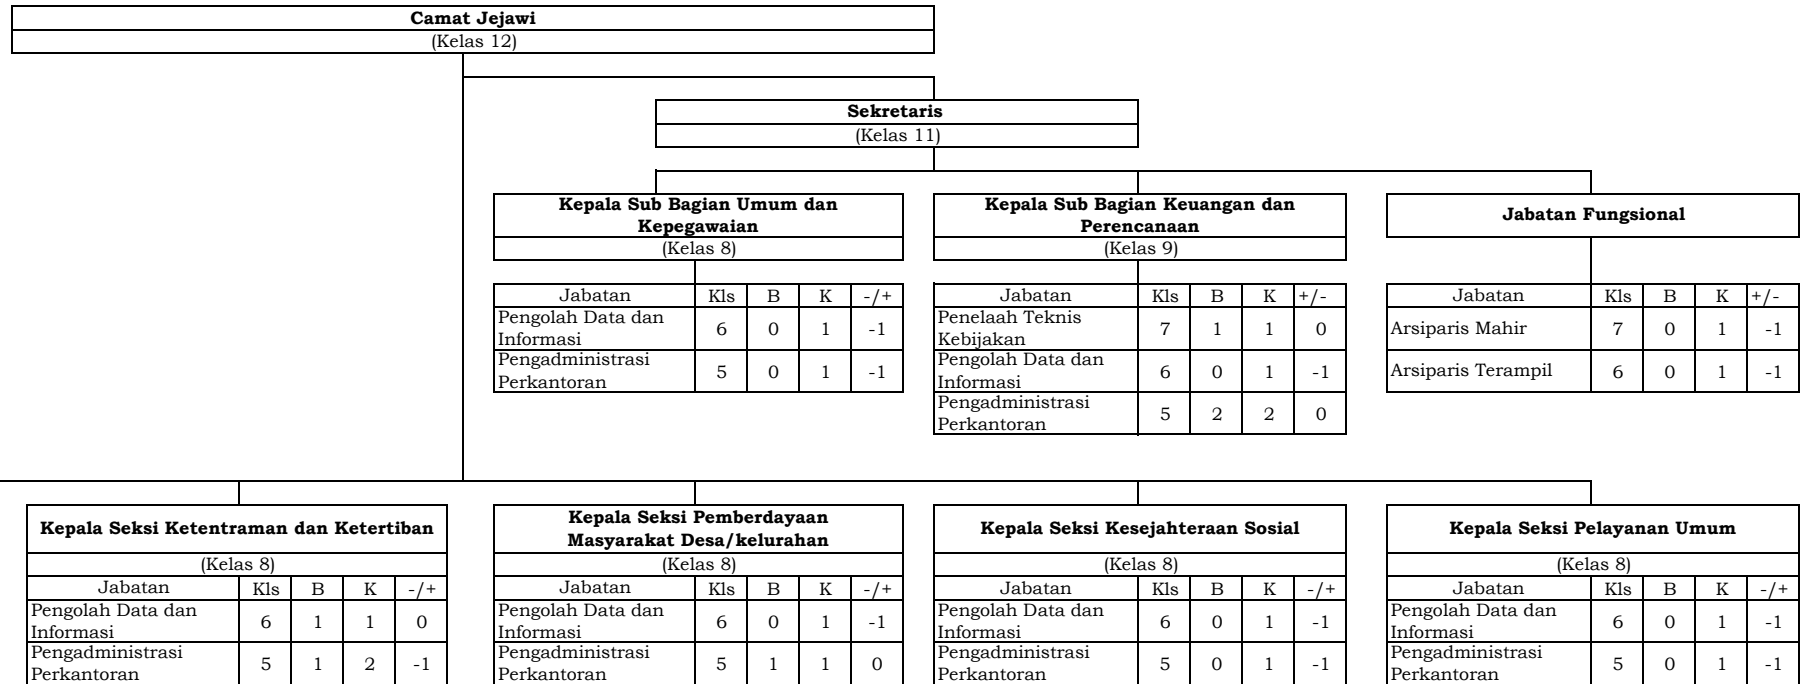 Camat Jejawi
(Kelas 12)
Sekretaris
(Kelas 11)
Kepala Sub Bagian Umum dan
Kepegawaian
(Kelas 8)
Jabatan Kls B K -/+
Pengolah Data dan
Informasi 6 0 1 -1
Pengadministrasi
Perkantoran 5 0 1 -1
Kepala Sub Bagian Keuangan dan
Perencanaan
(Kelas 9)
Jabatan Kls B K +/-
Penelaah Teknis
Kebijakan 7 1 1 0
Pengolah Data dan
Informasi 6 0 1 -1
Pengadministrasi
Perkantoran 5 2 2 0
Jabatan Fungsional
Jabatan Kls B K +/-
Arsiparis Mahir 7 0 1 -1
Arsiparis Terampil 6 0 1 -1
Kepala Seksi Ketentraman dan Ketertiban
(Kelas 8)
Jabatan Kls B K -/+
Pengolah Data dan
Informasi 6 1 1 0
Pengadministrasi
Perkantoran 5 1 2 -1
Kepala Seksi Pemberdayaan
Masyarakat Desa/kelurahan
(Kelas 8)
Jabatan Kls B K -/+
Pengolah Data dan
Informasi 6 0 1 -1
Pengadministrasi
Perkantoran 5 1 1 0
Kepala Seksi Kesejahteraan Sosial
(Kelas 8)
Jabatan Kls B K -/+
Pengolah Data dan
Informasi 6 0 1 -1
Pengadministrasi
Perkantoran 5 0 1 -1
Kepala Seksi Pelayanan Umum
(Kelas 8)
Jabatan Kls B K -/+
Pengolah Data dan
Informasi 6 0 1 -1
Pengadministrasi
Perkantoran 5 0 1 -1